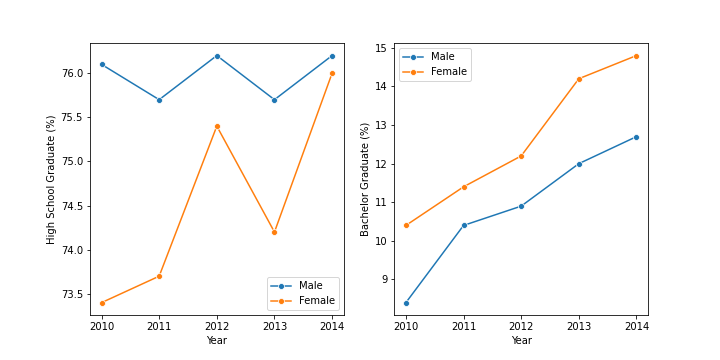 High School Graduate (%)
76.0
75.5
75.0
74.5
74.0
73.5
Male
Female
2010 2011 2012 2013 2014
Year
Bachelor Graduate (%)
15
14
13
12
11
10
9
Male
Female
2010 2011 2012 2013 2014
Year